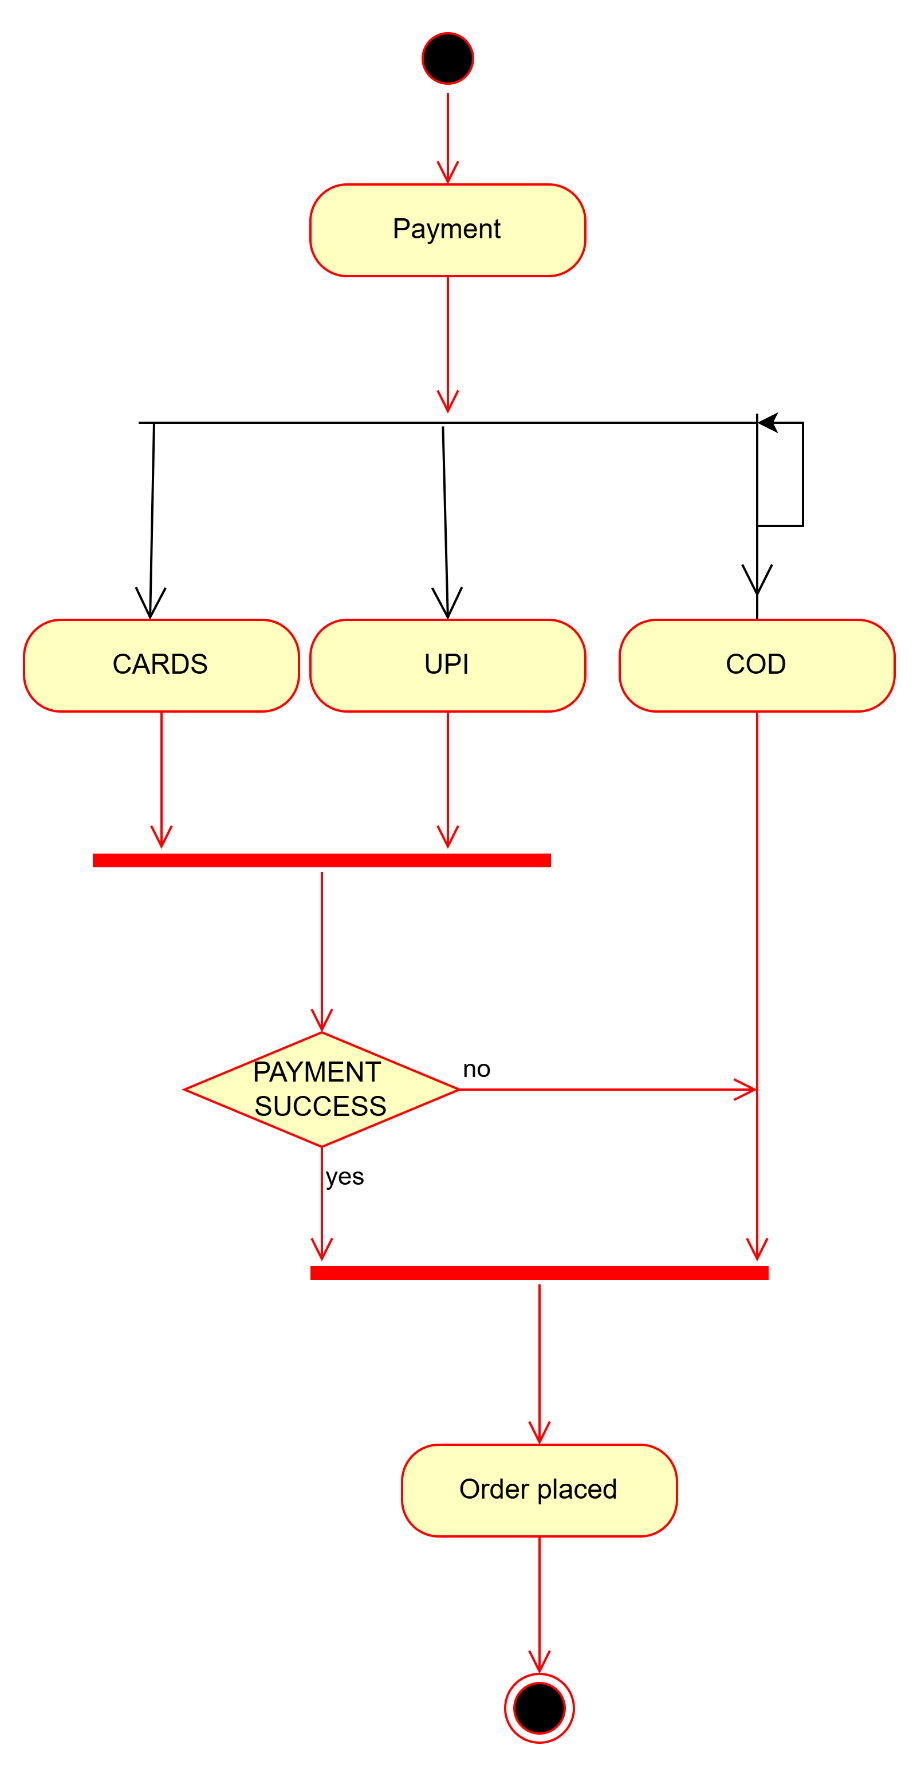 Payment
CARDS
UPI
COD
PAYMENT
SUCCESS
no
yes
Order placed